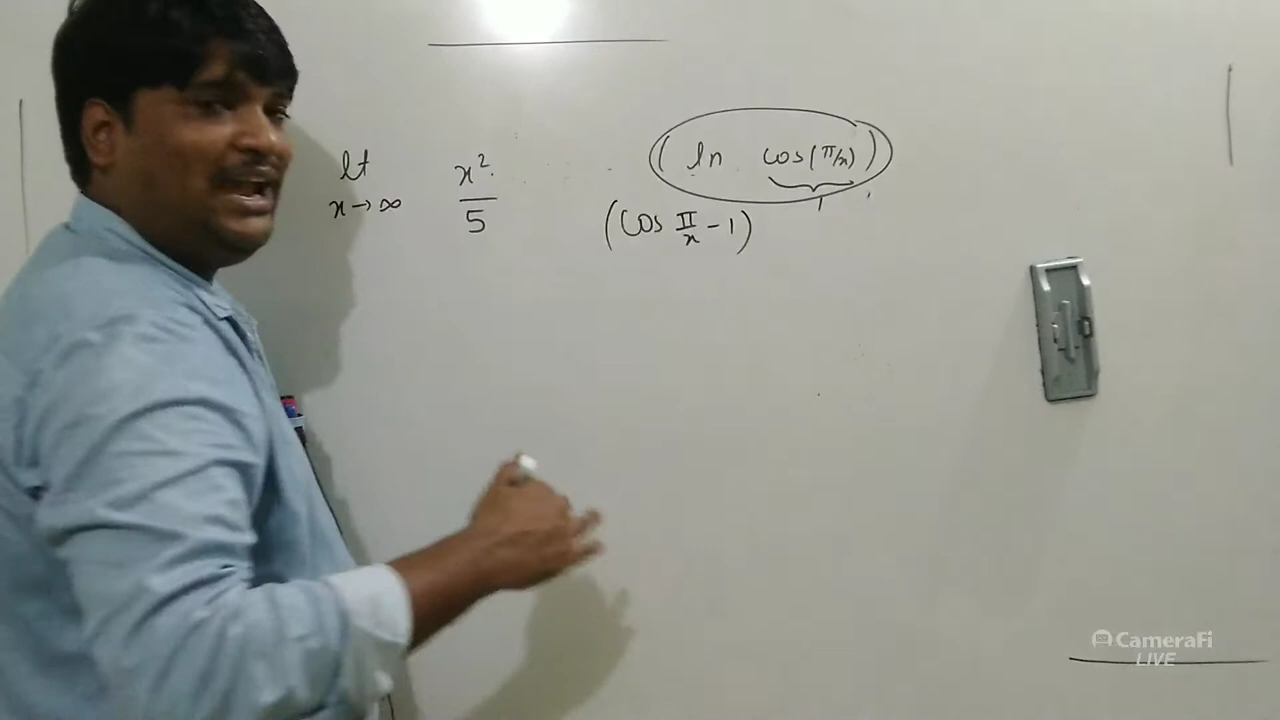 lt x→∞ x²/5 (ln cos(π/x))
(cos π/x - 1)
CameraFi
LIVE